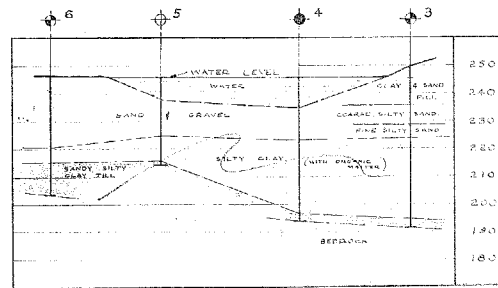 6 5 4 3
WATER LEVEL
WATER
CLAY & SAND
FILL
SAND & GRAVEL
COARSE SILTY SAND
FINE SILTY SAND
SILTY CLAY
(WITH ORGANIC
MATTER)
SANDY SILTY
CLAY TILL
BEDROCK
250
240
230
220
210
200
190
180